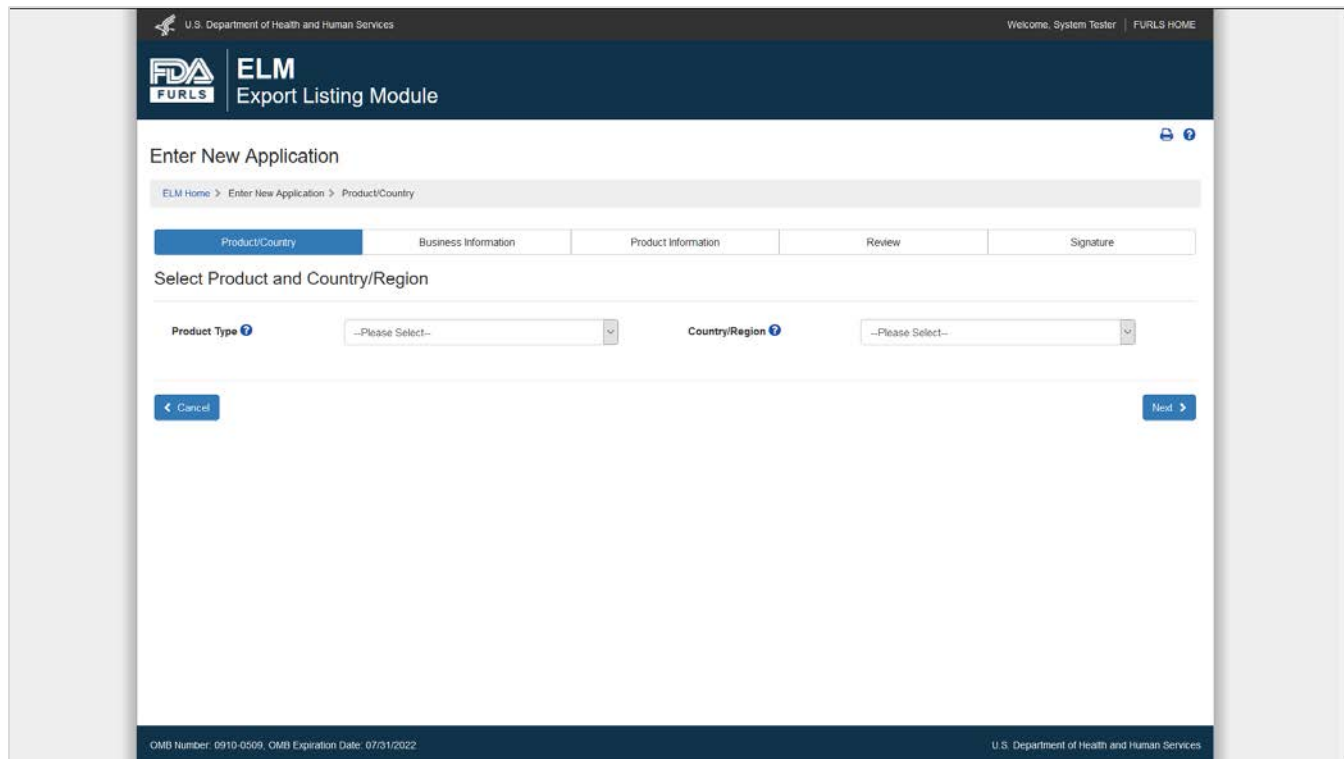 U.S. Department of Health and Human Services
Welcome, System Tester | FURLS HOME
FDA
FURLS
ELM
Export Listing Module
Enter New Application
ELM Home > Enter New Application > Product/Country
Product/Country
Business Information
Product Information
Review
Signature
Select Product and Country/Region
Product Type
--Please Select--
Country/Region
--Please Select--
Cancel
Next
OMB Number: 0910-0509, OMB Expiration Date: 07/31/2022
U.S. Department of Health and Human Services